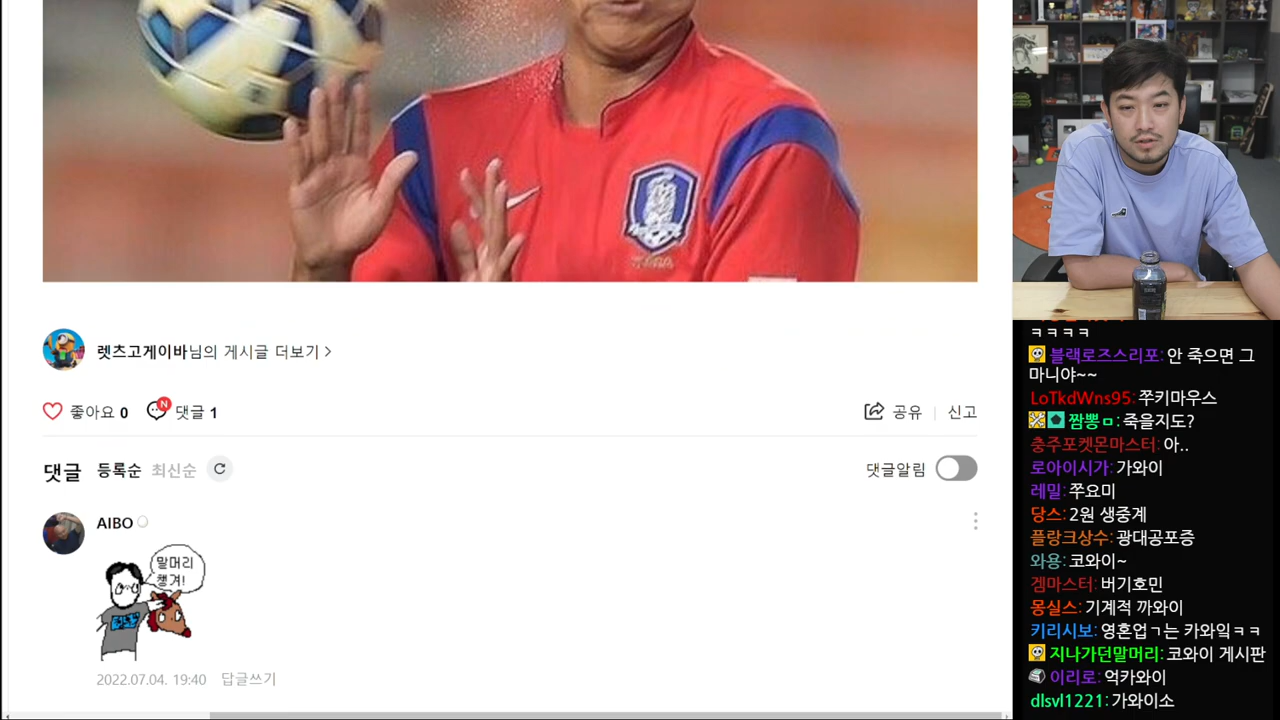 렛츠고게이바님의 게시글 더보기 >
좋아요 0 N 댓글 1
공유 신고
댓글 등록순 최신순
댓글알림
AIBO
말머리
챙겨!
2022.07.04. 19:40 답글쓰기
ㅋㅋㅋㅋ
블랙로즈스리포: 안 죽으면 그
마니야~~
LoTkdWns95: 쭈키마우스
짬뽕ㅁ: 죽을지도?
충주포켓몬마스터: 아..
로아이시가: 가와이
레밀: 쭈요미
당스: 2원 생중계
플랑크상수: 광대공포증
와용: 코와이~
겜마스터: 버기호민
몽실스: 기계적 까와이
키리시보: 영혼업ㄱ는 카와잌ㅋㅋ
지나가던말머리: 코와이 게시판
이리로: 억카와이
dlsvl1221: 가와이소